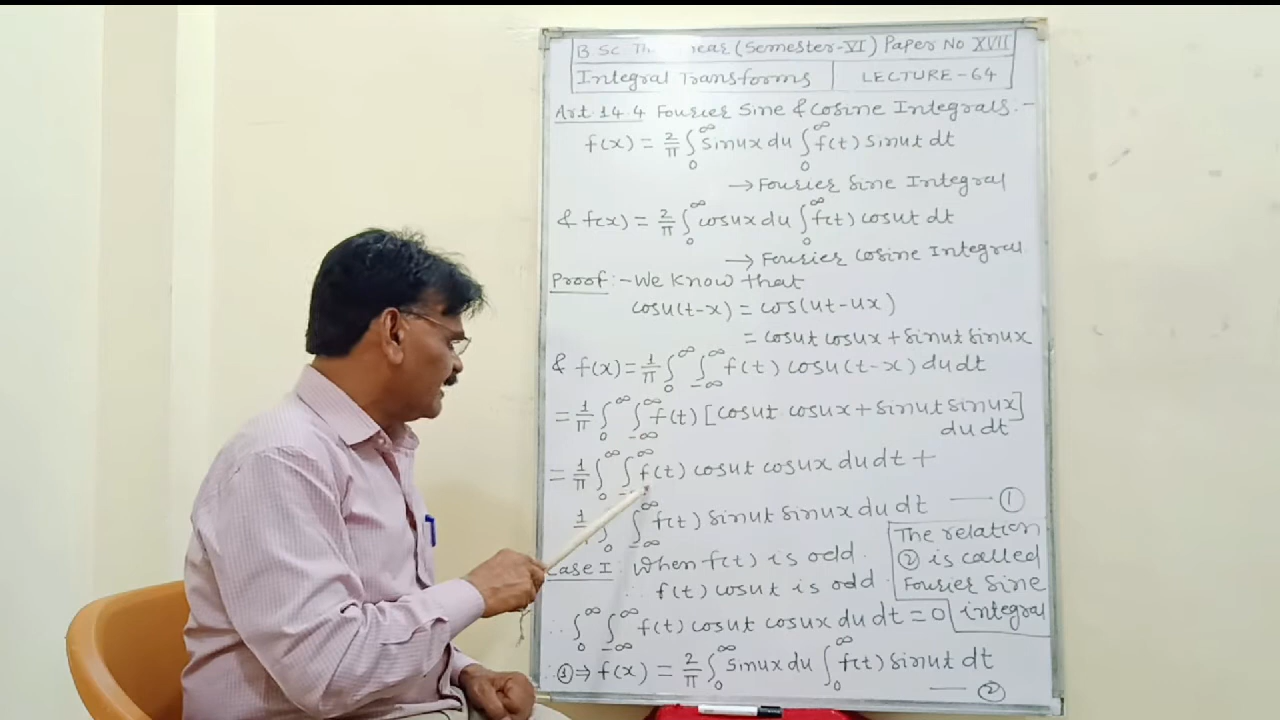 B.Sc. Th year (Semester-VI) Paper No XVII
Integral Transforms LECTURE-64
Art. 14.4 Fourier Sine & Cosine Integrals:-
f(x) = 2/π ∫₀^∞ sinux du ∫₀^∞ f(t) sinut dt
→ Fourier Sine Integral
& f(x) = 2/π ∫₀^∞ cosux du ∫₀^∞ f(t) cosut dt
→ Fourier Cosine Integral
Proof:- We know that
cosu(t-x) = cos(ut-ux)
= cosut cosux + sinut sinux
& f(x) = 1/π ∫₀^∞ ∫₋∞^∞ f(t) cosu(t-x) du dt
= 1/π ∫₀^∞ ∫₋∞^∞ f(t) [cosut cosux + sinut sinux]
du dt
= 1/π ∫₀^∞ ∫^∞ f(t) cosut cosux du dt +
1 ∫₀ ∫₋∞^∞ f(t) sinut sinux du dt — ①
Case I: When f(t) is odd.
∴ f(t) cosut is odd
∴ ∫₀^∞ ∫₋∞^∞ f(t) cosut cosux du dt = 0
∴ ① ⇒ f(x) = 2/π ∫₀^∞ sinux du ∫₀^∞ f(t) sinut dt
— ②
The relation
② is called
Fourier Sine
integral